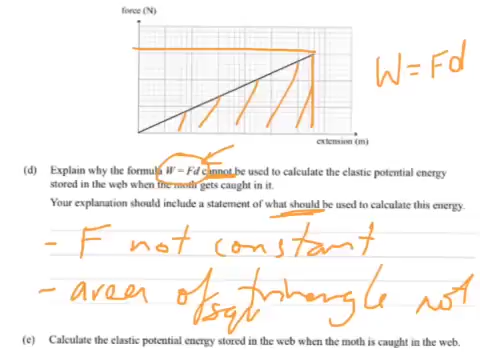 force (N)
W=Fd
extension (m)
(d) Explain why the formula W = Fd cannot be used to calculate the elastic potential energy
stored in the web when the moth gets caught in it.
Your explanation should include a statement of what should be used to calculate this energy.
- F not constant
- area of triangle not
sq
(e) Calculate the elastic potential energy stored in the web when the moth is caught in the web.